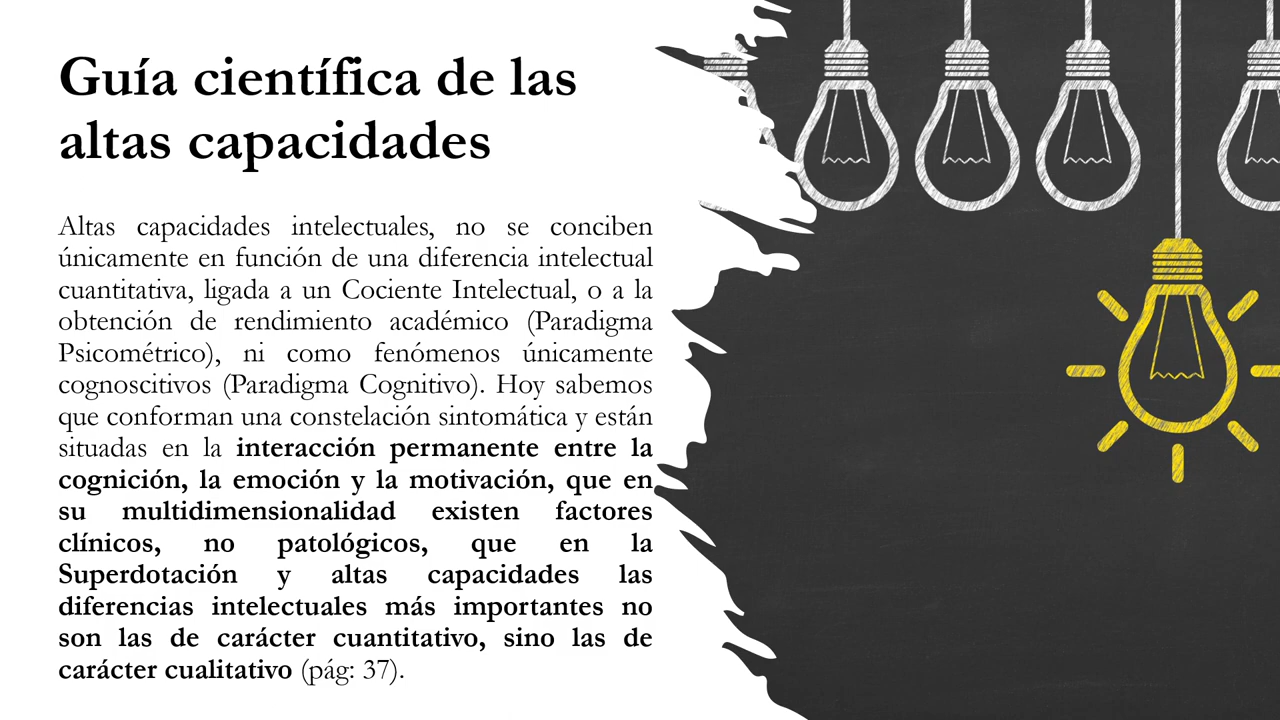 Guía científica de las
altas capacidades
Altas capacidades intelectuales, no se conciben
únicamente en función de una diferencia intelectual
cuantitativa, ligada a un Cociente Intelectual, o a la
obtención de rendimiento académico (Paradigma
Psicométrico), ni como fenómenos únicamente
cognoscitivos (Paradigma Cognitivo). Hoy sabemos
que conforman una constelación sintomática y están
situadas en la interacción permanente entre la
cognición, la emoción y la motivación, que en
su multidimensionalidad existen factores
clínicos, no patológicos, que en la
Superdotación y altas capacidades las
diferencias intelectuales más importantes no
son las de carácter cuantitativo, sino las de
carácter cualitativo (pág: 37).